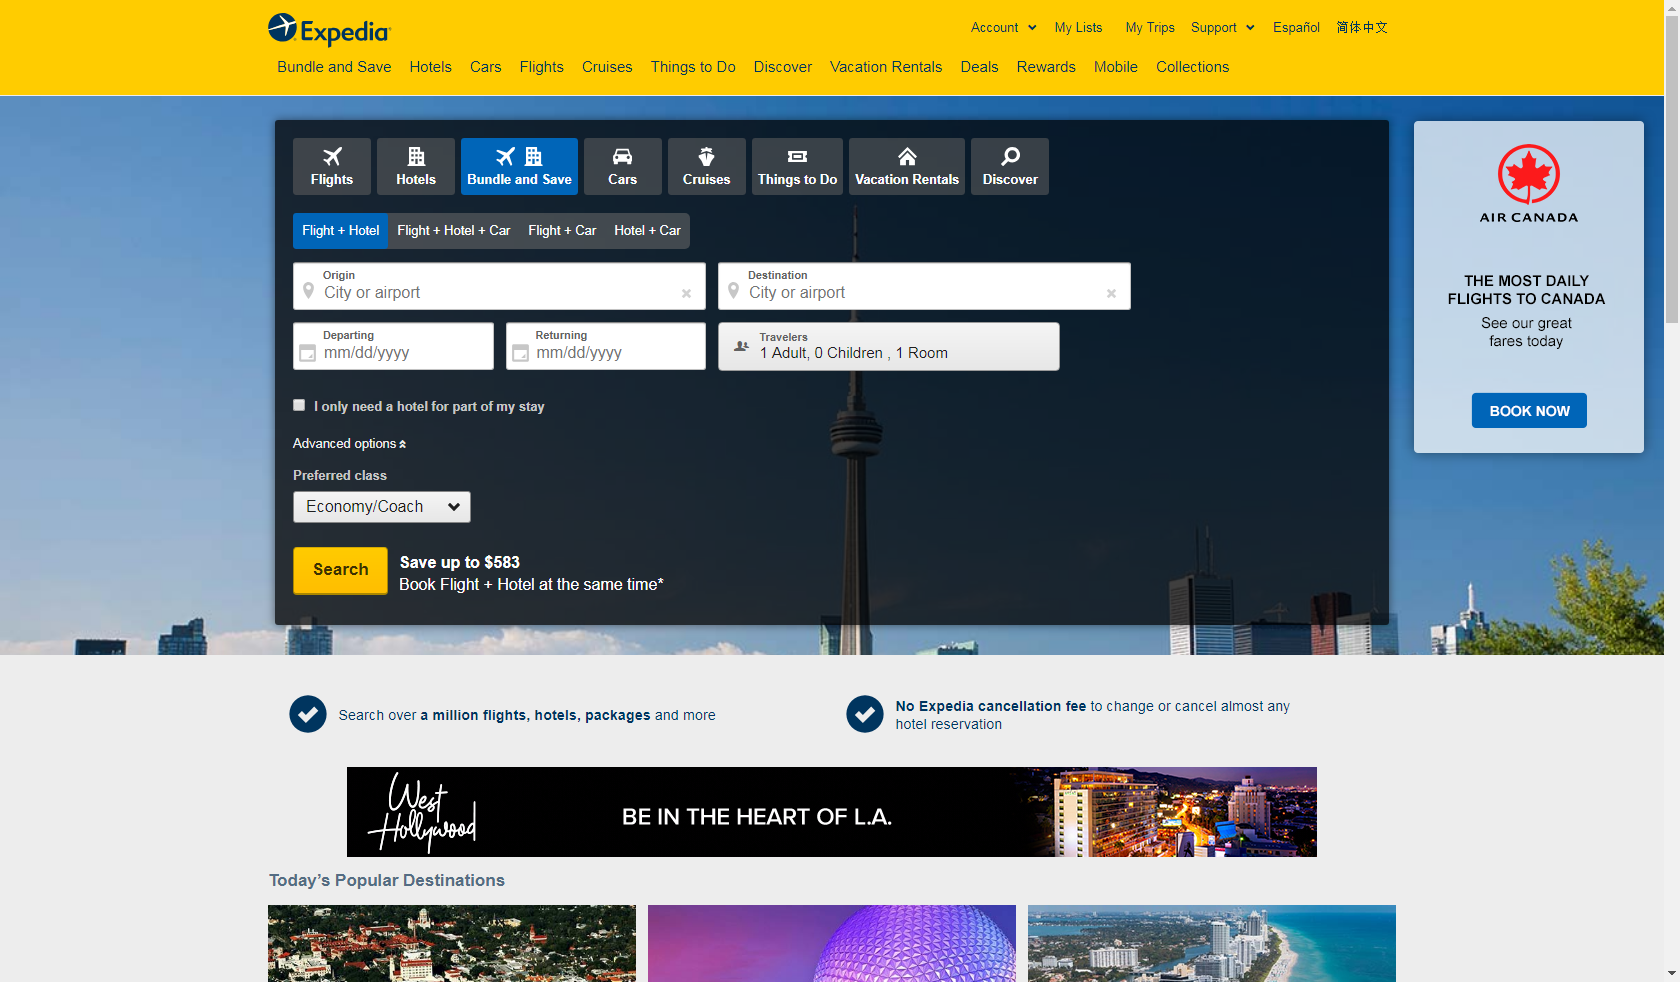 Expedia
Account
My Lists
My Trips
Support
Español
简体中文
Bundle and Save
Hotels
Cars
Flights
Cruises
Things to Do
Discover
Vacation Rentals
Deals
Rewards
Mobile
Collections
Flights
Hotels
Bundle and Save
Cars
Cruises
Things to Do
Vacation Rentals
Discover
Flight + Hotel
Flight + Hotel + Car
Flight + Car
Hotel + Car
Origin
City or airport
Destination
City or airport
Departing
mm/dd/yyyy
Returning
mm/dd/yyyy
Travelers
1 Adult, 0 Children , 1 Room
I only need a hotel for part of my stay
Advanced options
Preferred class
Economy/Coach
Search
Save up to $583
Book Flight + Hotel at the same time*
AIR CANADA
THE MOST DAILY
FLIGHTS TO CANADA
See our great
fares today
BOOK NOW
Search over a million flights, hotels, packages and more
No Expedia cancellation fee to change or cancel almost any
hotel reservation
West
Hollywood
BE IN THE HEART OF L.A.
Today’s Popular Destinations